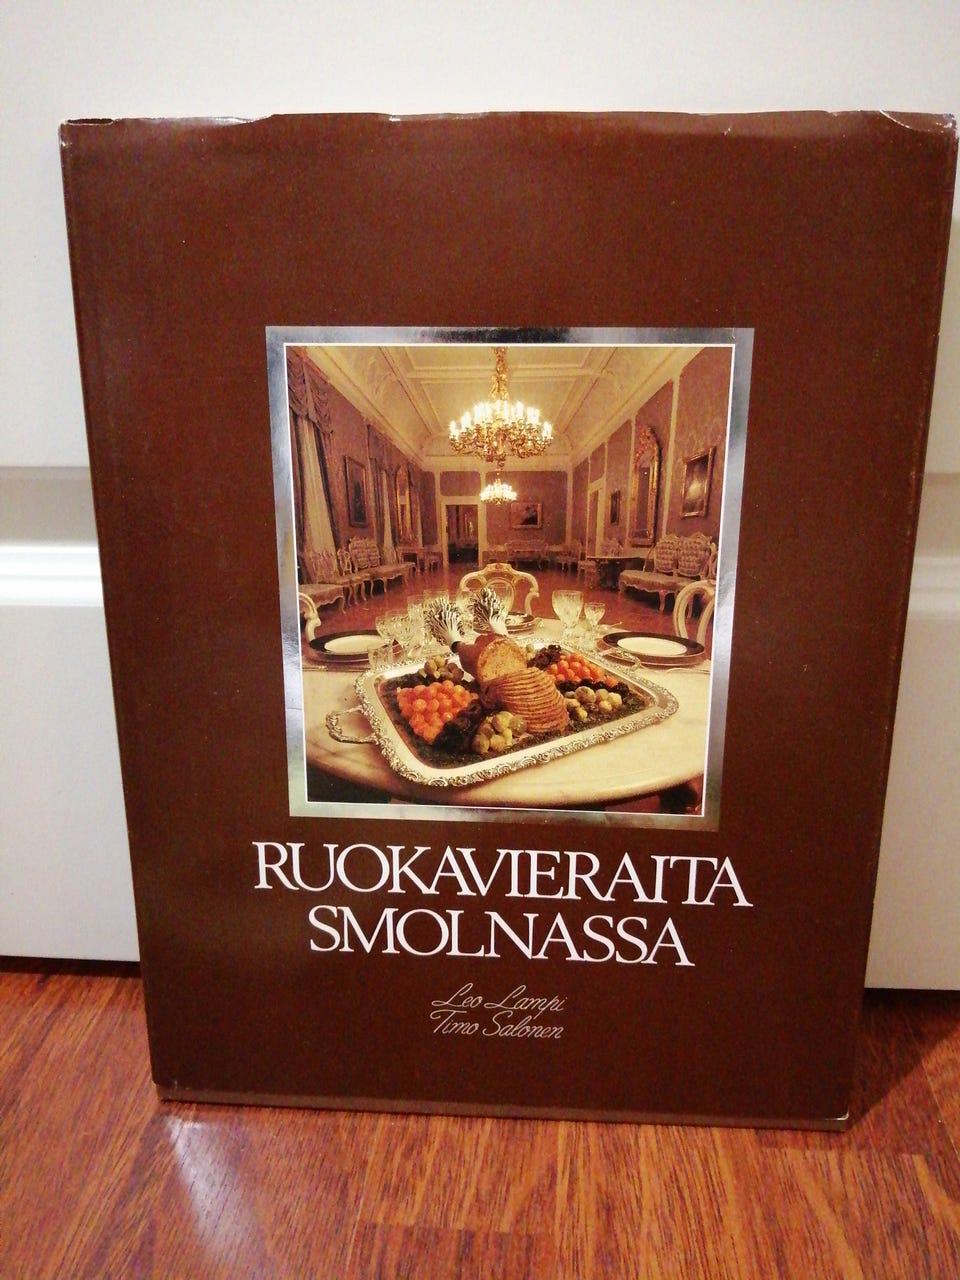 RUOKAVIERAITA
SMOLNASSA
Leo Lampi
Timo Salonen